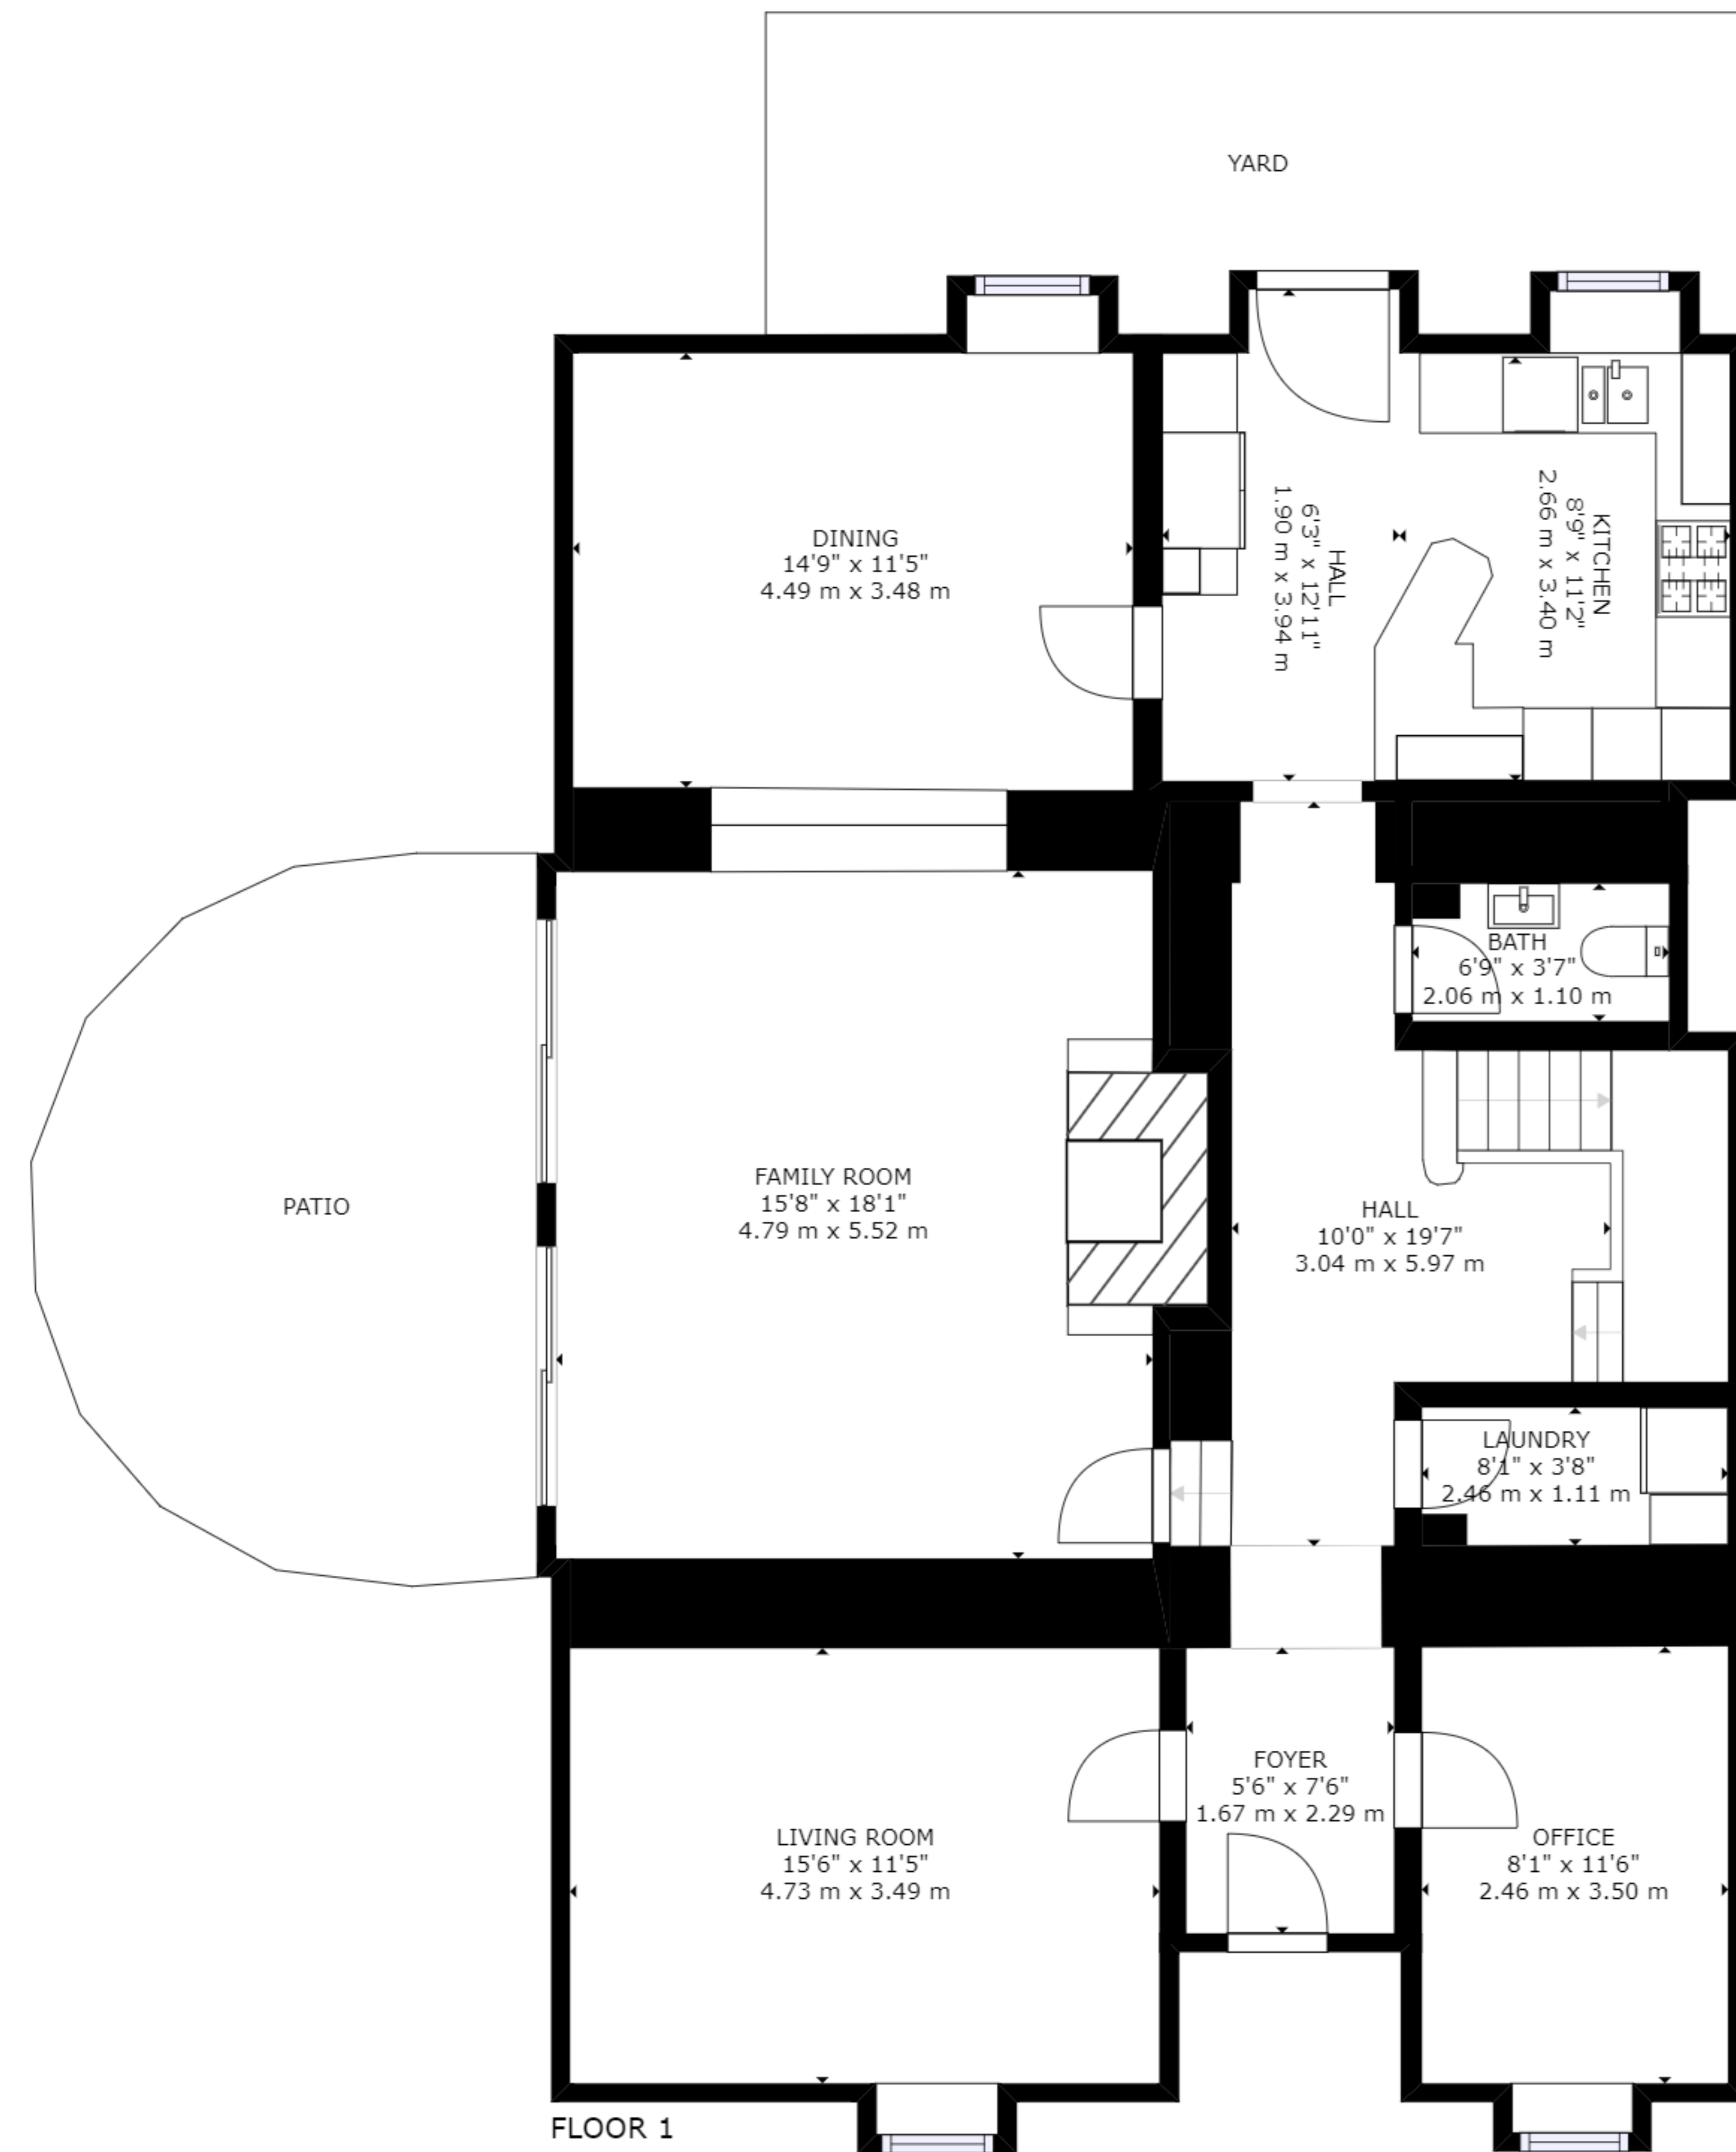 YARD
DINING
14'9" x 11'5"
4.49 m x 3.48 m
HALL
6'3" x 12'11"
1.90 m x 3.94 m
KITCHEN
8'9" x 11'2"
2.66 m x 3.40 m
BATH
6'9" x 3'7"
2.06 m x 1.10 m
PATIO
FAMILY ROOM
15'8" x 18'1"
4.79 m x 5.52 m
HALL
10'0" x 19'7"
3.04 m x 5.97 m
LAUNDRY
8'1" x 3'8"
2.46 m x 1.11 m
FOYER
5'6" x 7'6"
1.67 m x 2.29 m
LIVING ROOM
15'6" x 11'5"
4.73 m x 3.49 m
OFFICE
8'1" x 11'6"
2.46 m x 3.50 m
FLOOR 1